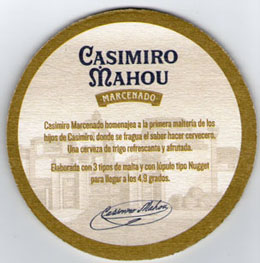 CASIMIRO
MAHOU
MARCENADO
Casimiro Marcenado homenajea a la primera maltería de los
hijos de Casimiro, donde se fragua el saber hacer cervecero.
Una cerveza de trigo refrescante y afrutada.
Elaborada con 3 tipos de malta y con lúpulo tipo Nugget
para llegar a los 4.9 grados.
Casimiro Mahou